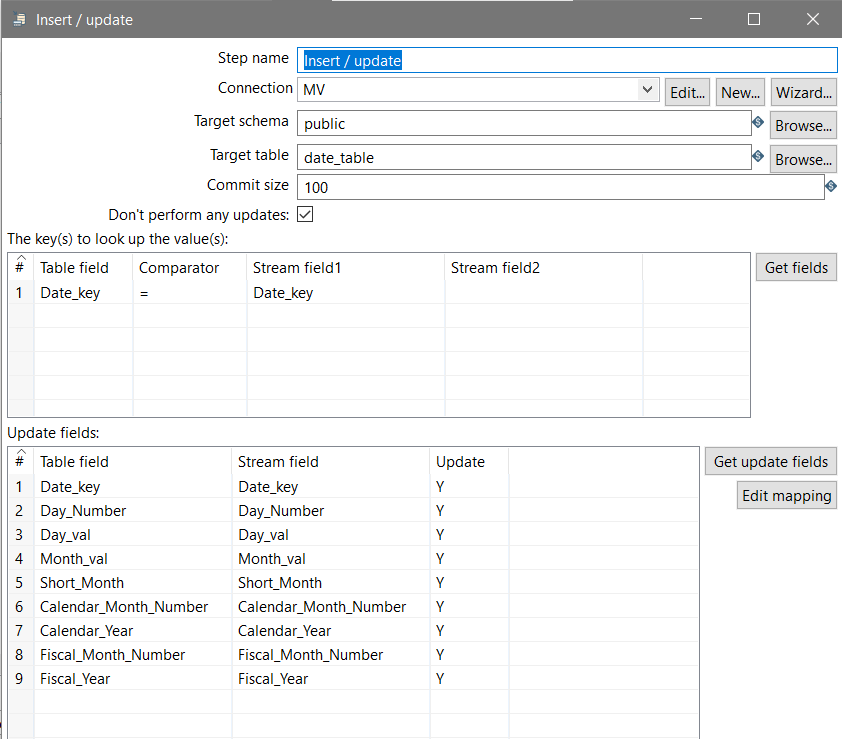 Insert / update
Step name Insert / update
Connection MV Edit... New... Wizard...
Target schema public Browse...
Target table date_table Browse...
Commit size 100
Don't perform any updates:
The key(s) to look up the value(s):
# Table field Comparator Stream field1 Stream field2 Get fields
1 Date_key = Date_key
Update fields:
# Table field Stream field Update Get update fields
1 Date_key Date_key Y Edit mapping
2 Day_Number Day_Number Y
3 Day_val Day_val Y
4 Month_val Month_val Y
5 Short_Month Short_Month Y
6 Calendar_Month_Number Calendar_Month_Number Y
7 Calendar_Year Calendar_Year Y
8 Fiscal_Month_Number Fiscal_Month_Number Y
9 Fiscal_Year Fiscal_Year Y